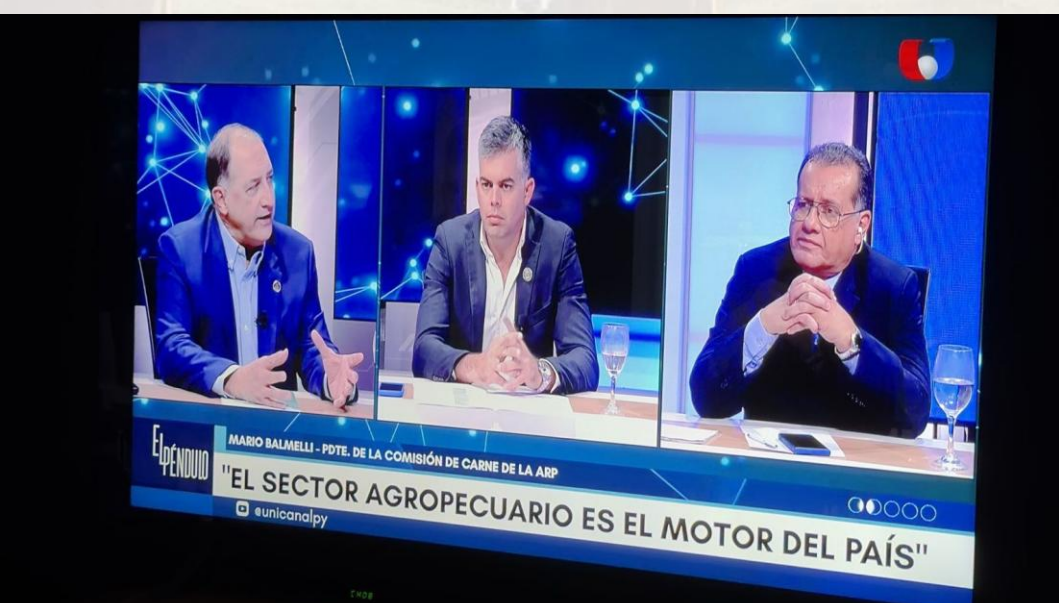 EL PÉNDULO
MARIO BALMELLI - PDTE. DE LA COMISIÓN DE CARNE DE LA ARP
"EL SECTOR AGROPECUARIO ES EL MOTOR DEL PAÍS"
eunicanalpy